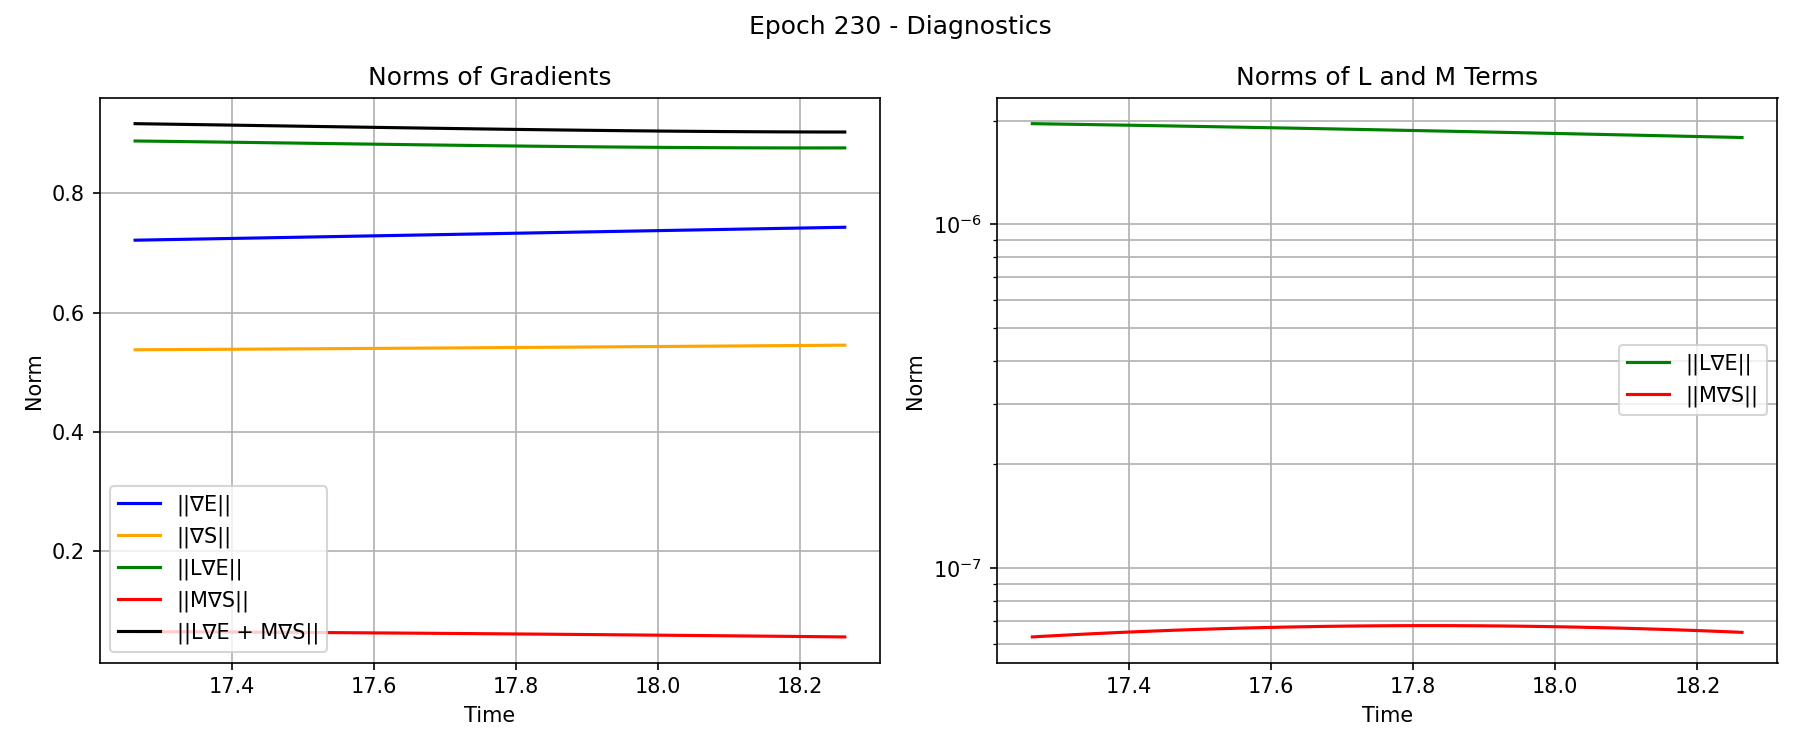 Epoch 230 - Diagnostics
Norms of Gradients
Norm
0.8
0.6
0.4
0.2
||∇E||
||∇S||
||L∇E||
||M∇S||
||L∇E + M∇S||
17.4 17.6 17.8 18.0 18.2
Time
Norms of L and M Terms
Norm
10⁻⁶
10⁻⁷
||L∇E||
||M∇S||
17.4 17.6 17.8 18.0 18.2
Time